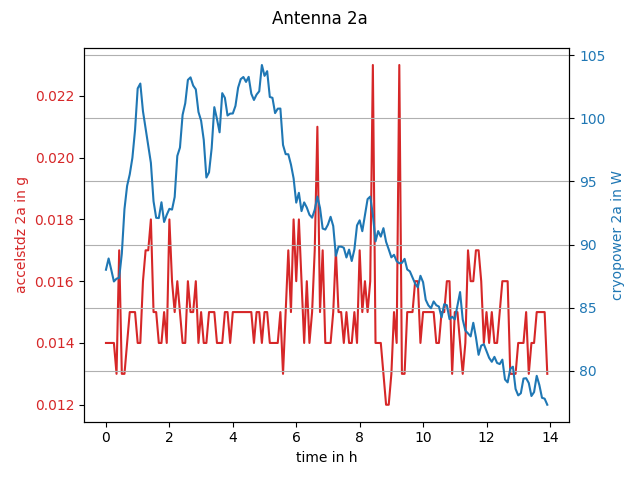 Antenna 2a
accelstdz 2a in g
0.022
0.020
0.018
0.016
0.014
0.012
105
100
95
90
85
80
cryopower 2a in W
0 2 4 6 8 10 12 14
time in h